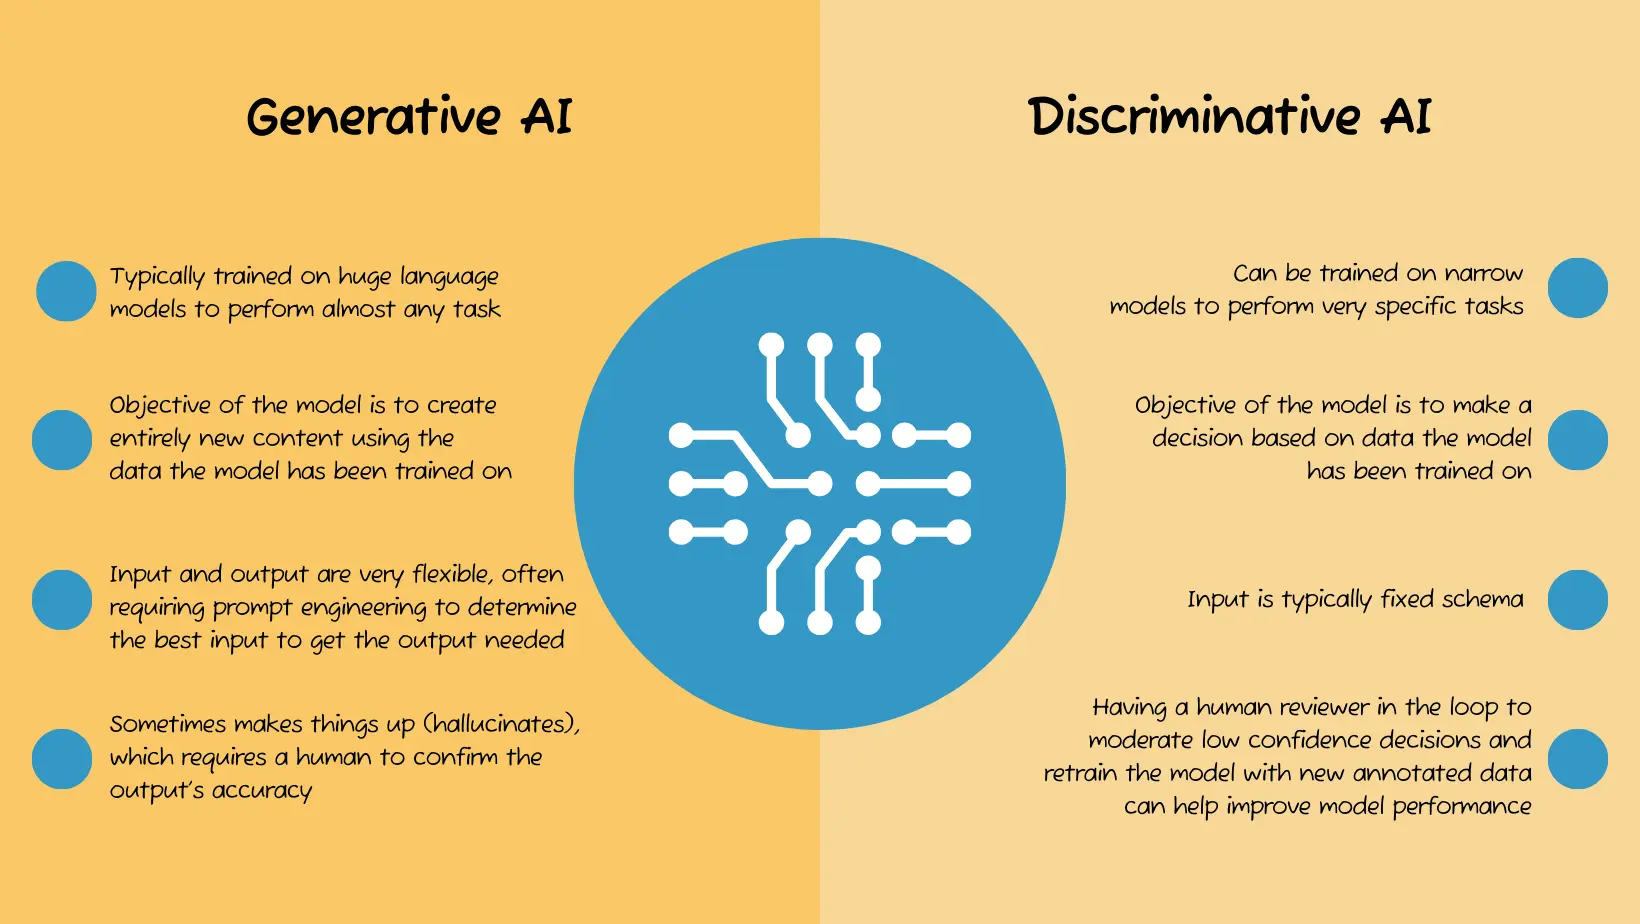 Generative AI
Typically trained on huge language
models to perform almost any task
Objective of the model is to create
entirely new content using the
data the model has been trained on
Input and output are very flexible, often
requiring prompt engineering to determine
the best input to get the output needed
Sometimes makes things up (hallucinates),
which requires a human to confirm the
output's accuracy
Discriminative AI
Can be trained on narrow
models to perform very specific tasks
Objective of the model is to make a
decision based on data the model
has been trained on
Input is typically fixed schema
Having a human reviewer in the loop to
moderate low confidence decisions and
retrain the model with new annotated data
can help improve model performance